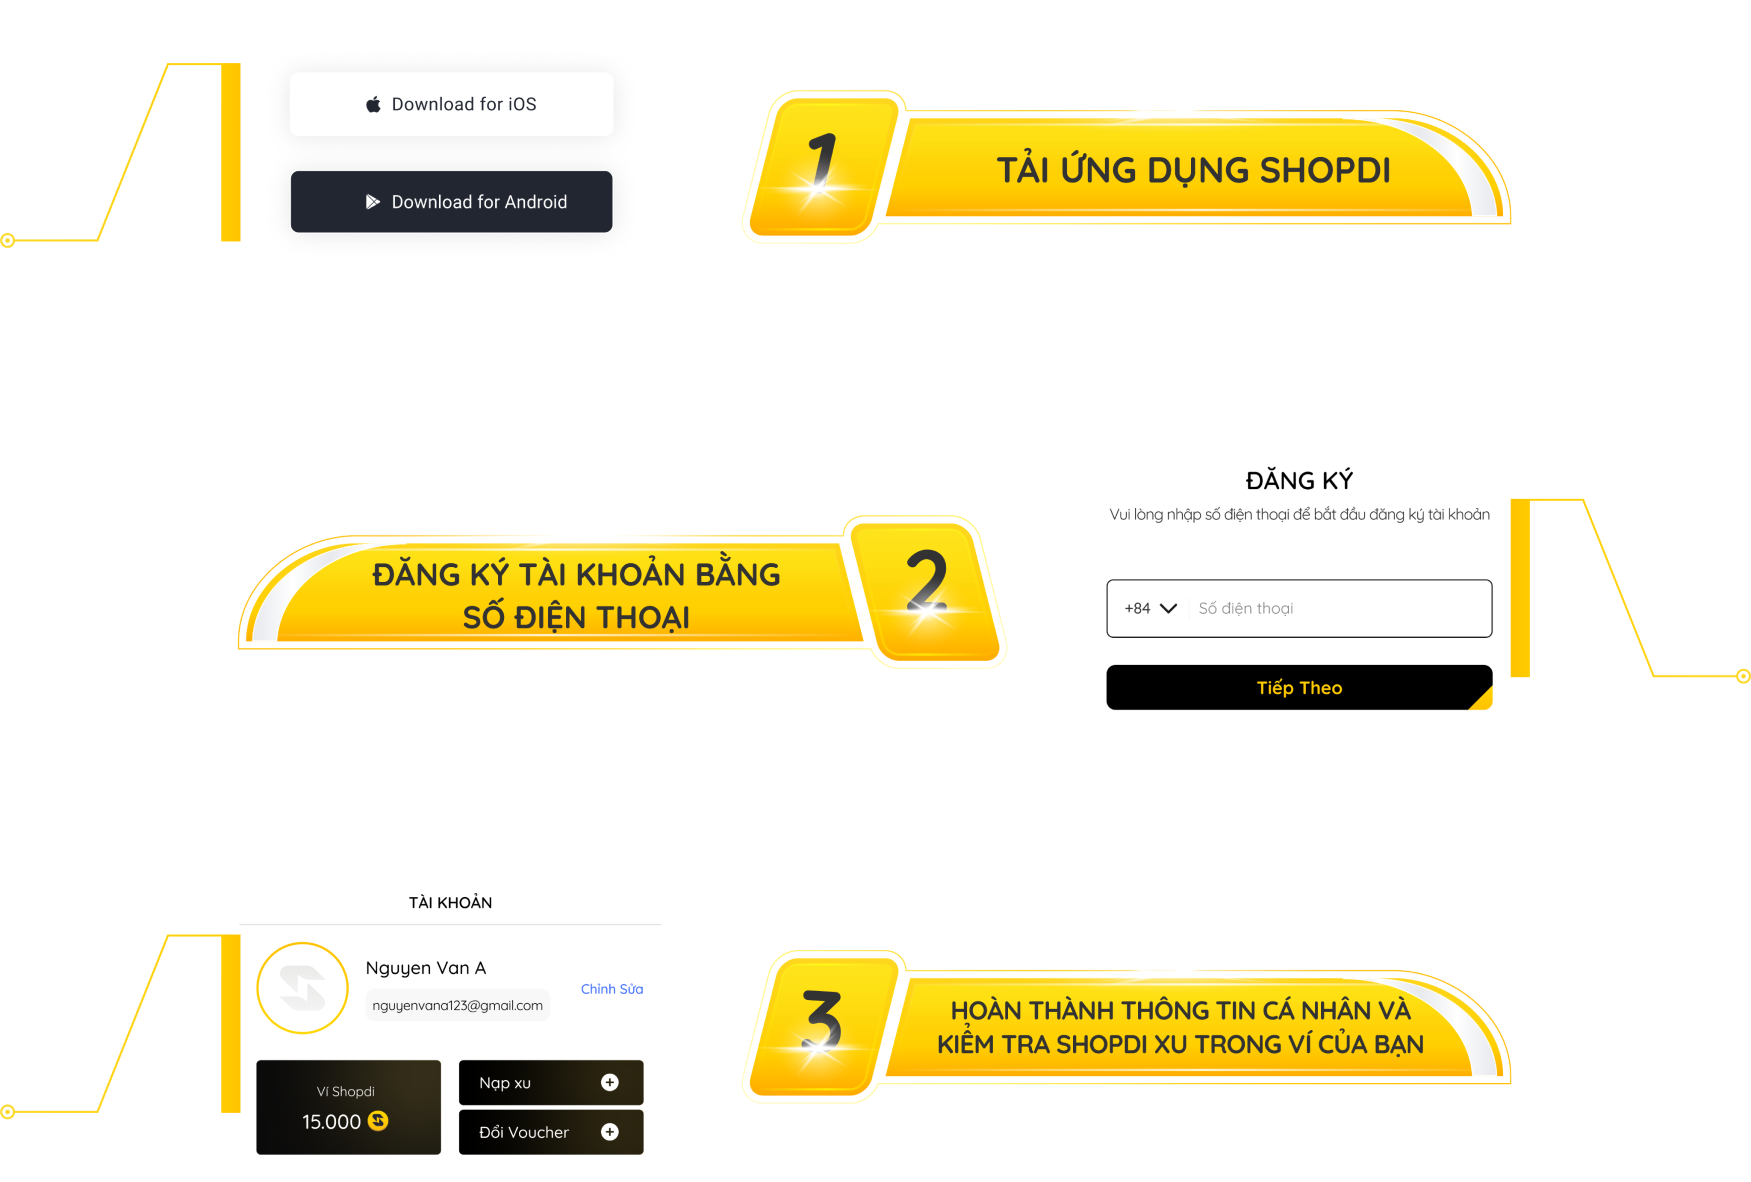 Download for iOS
Download for Android
1
TẢI ỨNG DỤNG SHOPDI
ĐĂNG KÝ TÀI KHOẢN BẰNG
SỐ ĐIỆN THOẠI
2
ĐĂNG KÝ
Vui lòng nhập số điện thoại để bắt đầu đăng ký tài khoản
+84 Số điện thoại
Tiếp Theo
TÀI KHOẢN
Nguyen Van A
nguyenvana123@gmail.com
Chỉnh Sửa
Ví Shopdi
15.000
Nạp xu
Đổi Voucher
3
HOÀN THÀNH THÔNG TIN CÁ NHÂN VÀ
KIỂM TRA SHOPDI XU TRONG VÍ CỦA BẠN